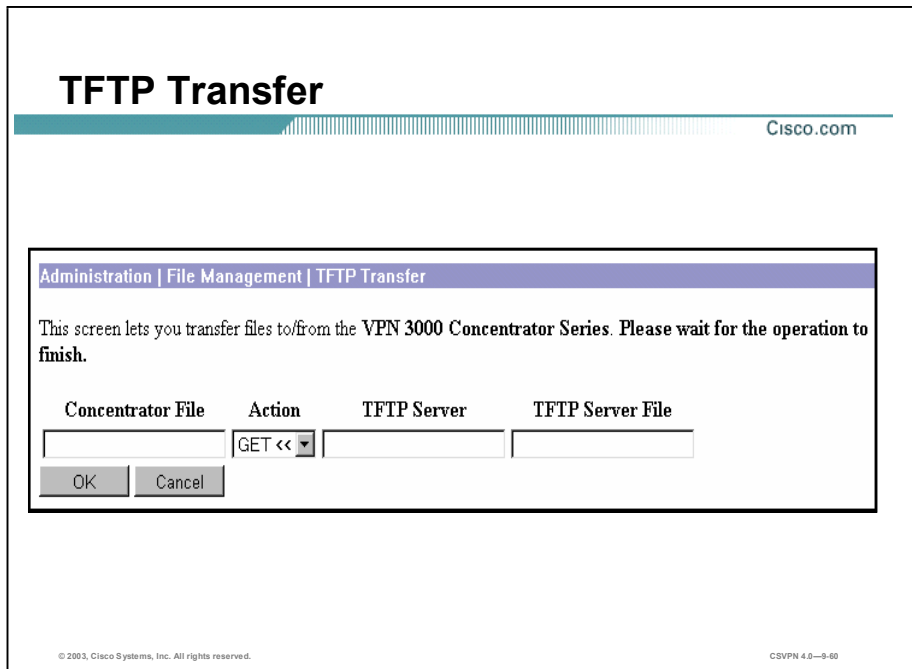 TFTP Transfer
Cisco.com
Administration | File Management | TFTP Transfer
This screen lets you transfer files to/from the VPN 3000 Concentrator Series. Please wait for the operation to
finish.
Concentrator File Action TFTP Server TFTP Server File
GET <<
OK Cancel
© 2003, Cisco Systems, Inc. All rights reserved. CSVPN 4.0—9-60